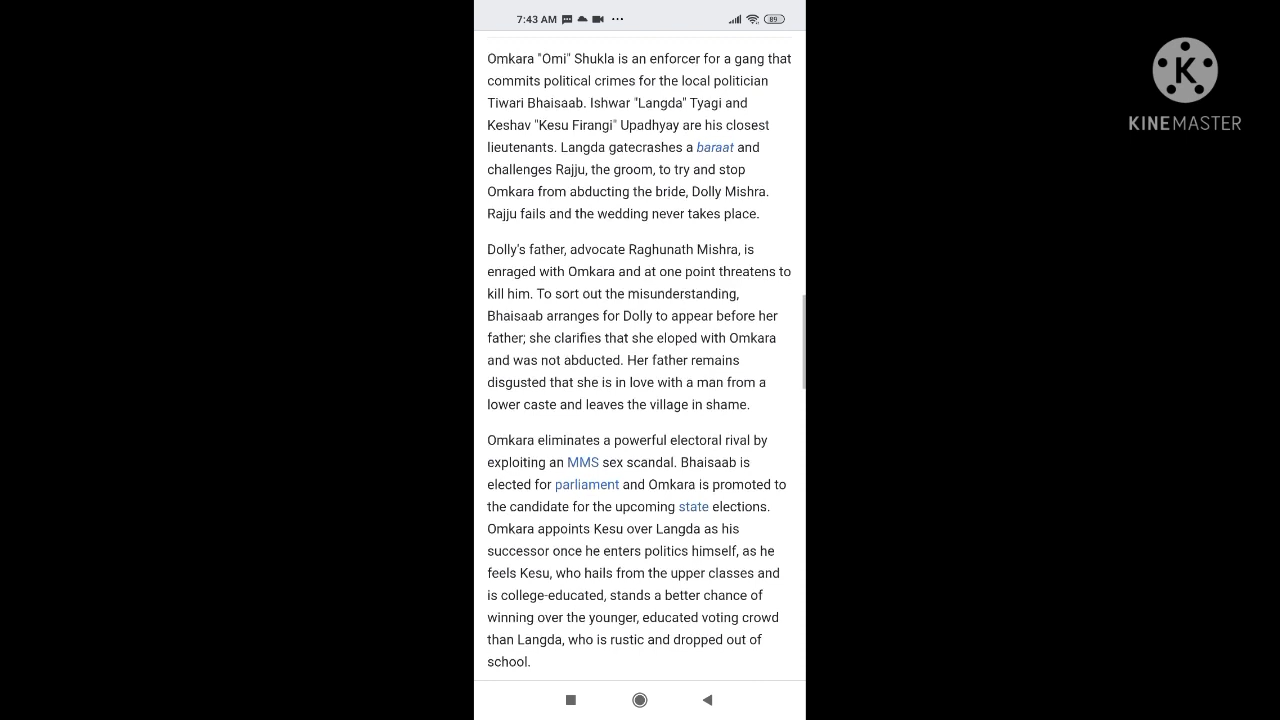 7:43 AM
89
Omkara "Omi" Shukla is an enforcer for a gang that
commits political crimes for the local politician
Tiwari Bhaisaab. Ishwar "Langda" Tyagi and
Keshav "Kesu Firangi" Upadhyay are his closest
lieutenants. Langda gatecrashes a baraat and
challenges Rajju, the groom, to try and stop
Omkara from abducting the bride, Dolly Mishra.
Rajju fails and the wedding never takes place.
Dolly's father, advocate Raghunath Mishra, is
enraged with Omkara and at one point threatens to
kill him. To sort out the misunderstanding,
Bhaisaab arranges for Dolly to appear before her
father; she clarifies that she eloped with Omkara
and was not abducted. Her father remains
disgusted that she is in love with a man from a
lower caste and leaves the village in shame.
Omkara eliminates a powerful electoral rival by
exploiting an MMS sex scandal. Bhaisaab is
elected for parliament and Omkara is promoted to
the candidate for the upcoming state elections.
Omkara appoints Kesu over Langda as his
successor once he enters politics himself, as he
feels Kesu, who hails from the upper classes and
is college-educated, stands a better chance of
winning over the younger, educated voting crowd
than Langda, who is rustic and dropped out of
school.
K
KINEMASTER